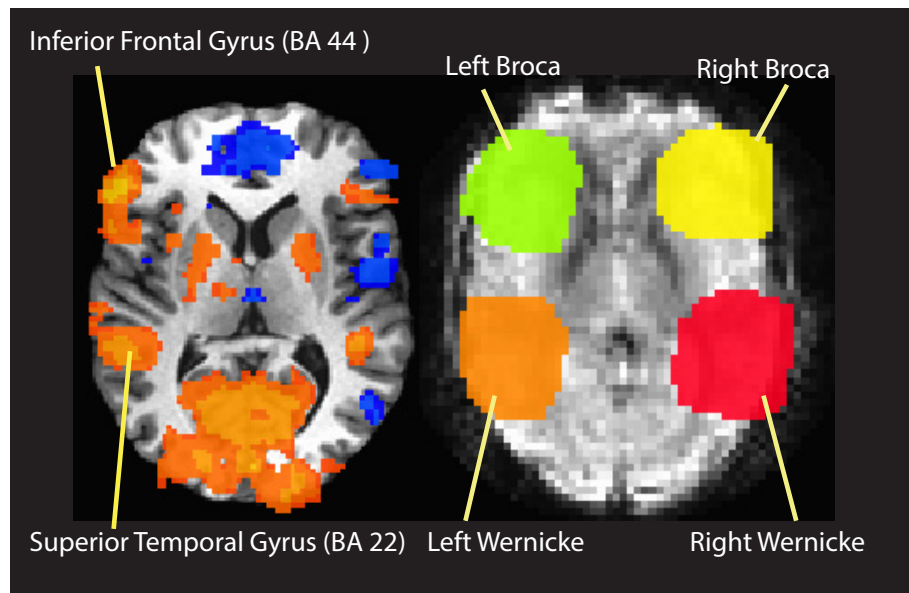 Inferior Frontal Gyrus (BA 44 )
Left Broca
Right Broca
Superior Temporal Gyrus (BA 22)
Left Wernicke
Right Wernicke